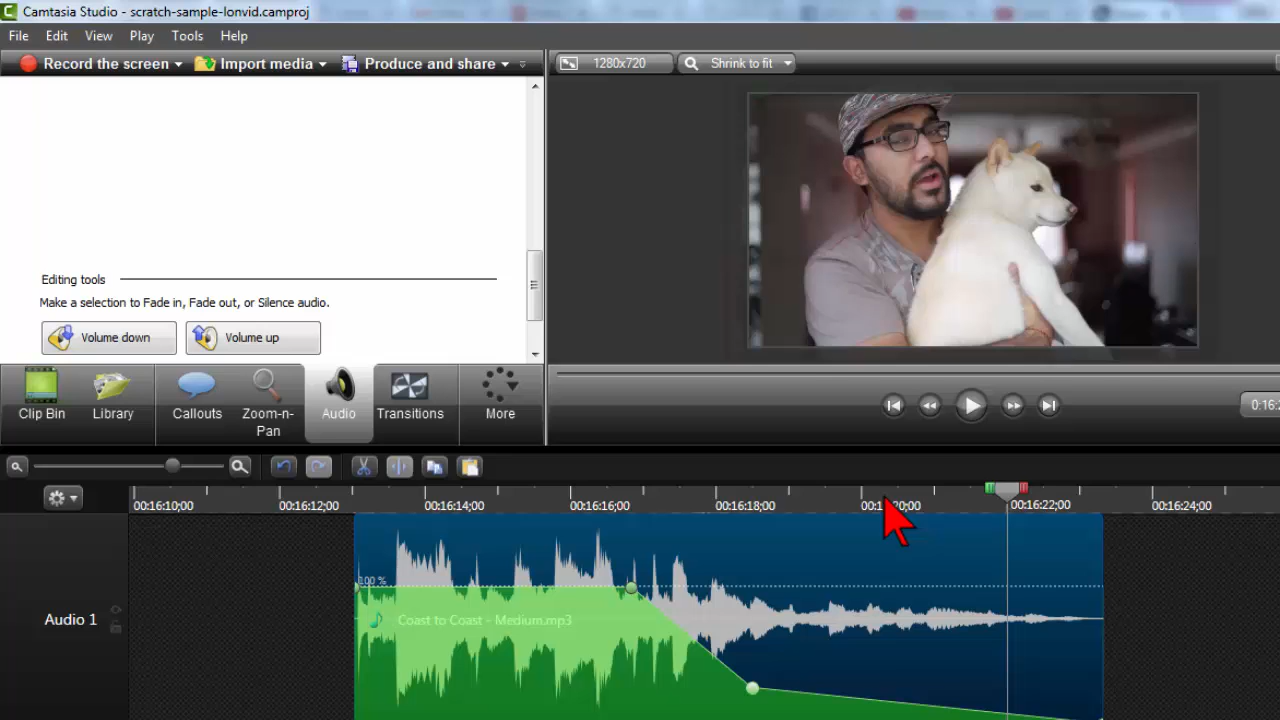 Camtasia Studio - scratch-sample-lonvid.camproj
File Edit View Play Tools Help
Record the screen Import media Produce and share
1280x720 Shrink to fit
Editing tools
Make a selection to Fade in, Fade out, or Silence audio.
Volume down Volume up
Clip Bin Library Callouts Zoom-n-Pan Audio Transitions More
00:16:10;00 00:16:12;00 00:16:14;00 00:16:16;00 00:16:18;00 00:16:22;00 00:16:24;00
100 %
Audio 1
Coast to Coast - Medium.mp3